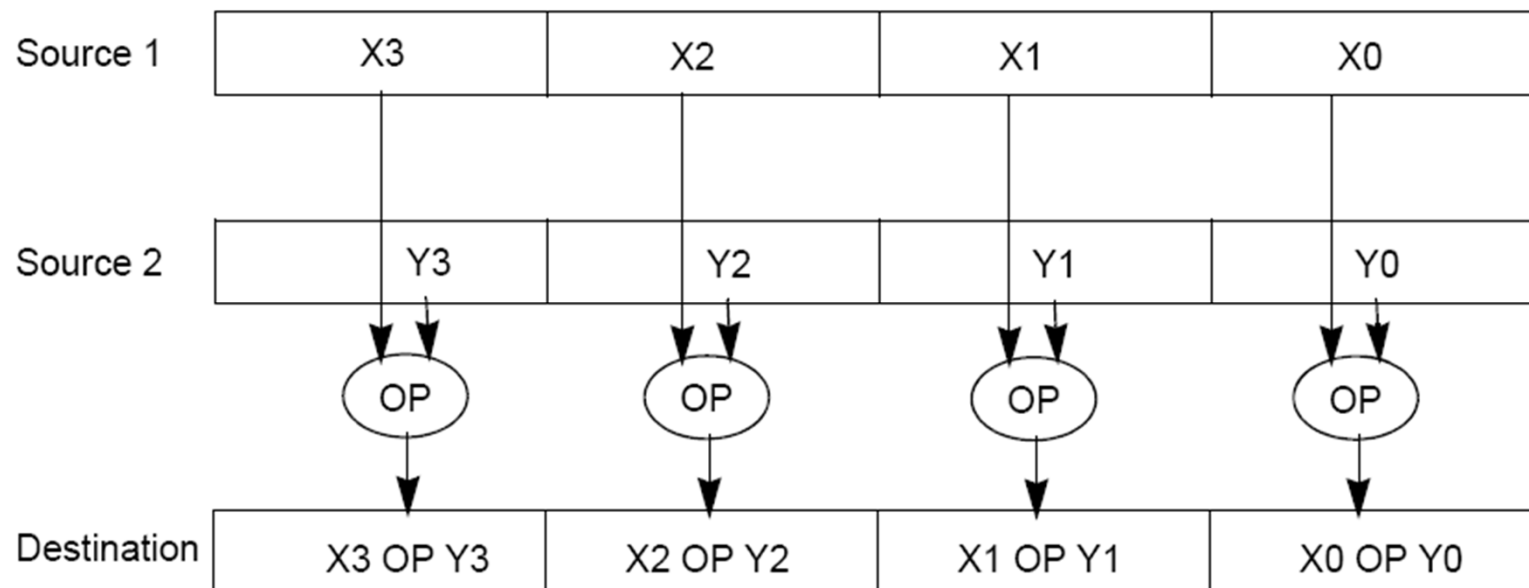 Source 1 X3 X2 X1 X0
Source 2 Y3 Y2 Y1 Y0
OP OP OP OP
Destination X3 OP Y3 X2 OP Y2 X1 OP Y1 X0 OP Y0